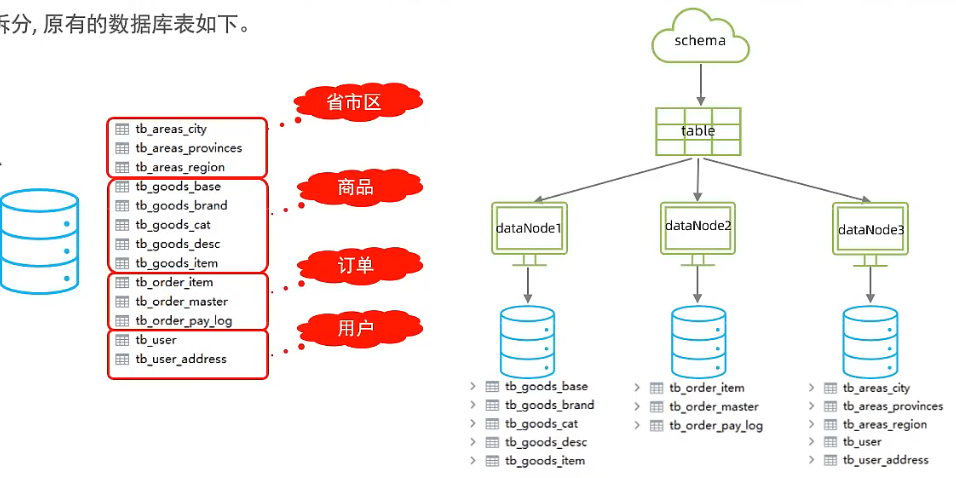 拆分, 原有的数据库表如下。
省市区
tb_areas_city
tb_areas_provinces
tb_areas_region
商品
tb_goods_base
tb_goods_brand
tb_goods_cat
tb_goods_desc
tb_goods_item
订单
tb_order_item
tb_order_master
tb_order_pay_log
用户
tb_user
tb_user_address
schema
table
dataNode1
dataNode2
dataNode3
tb_goods_base
tb_goods_brand
tb_goods_cat
tb_goods_desc
tb_goods_item
tb_order_item
tb_order_master
tb_order_pay_log
tb_areas_city
tb_areas_provinces
tb_areas_region
tb_user
tb_user_address